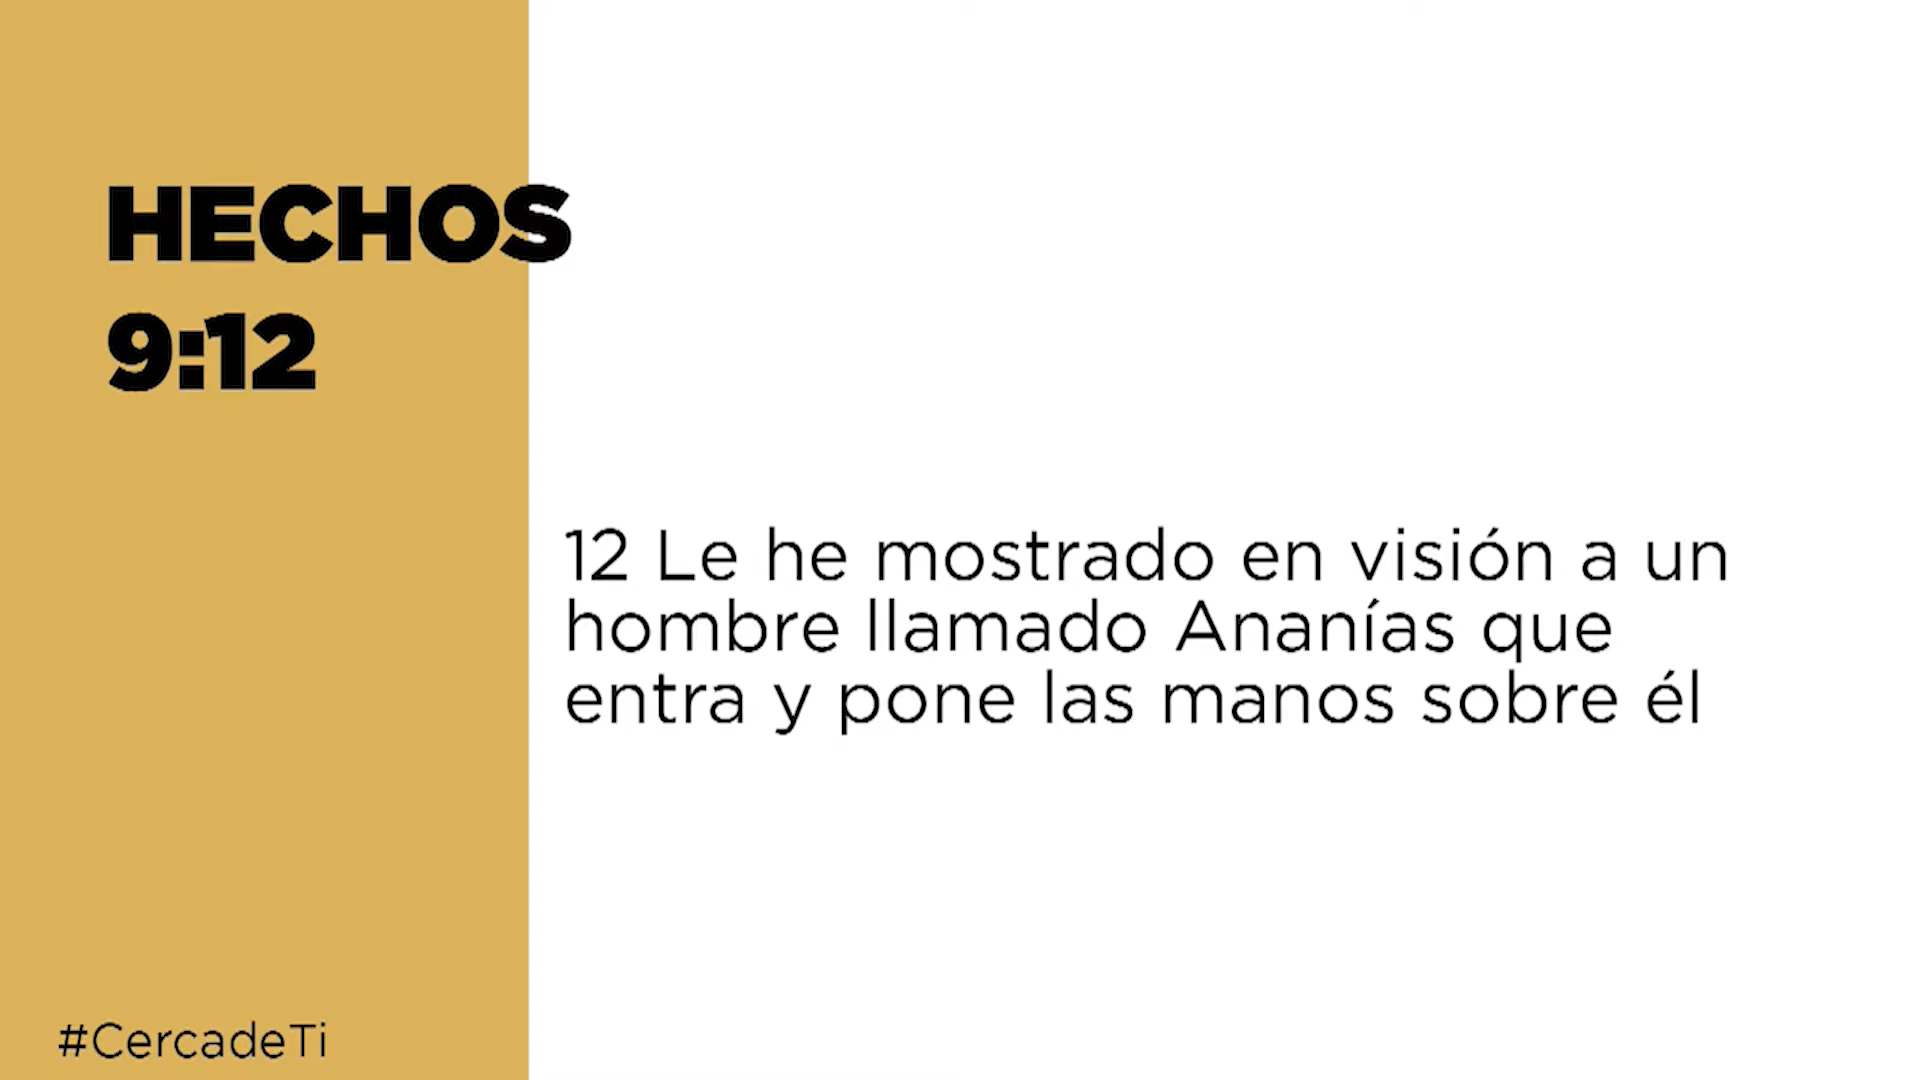 HECHOS
9:12
12 Le he mostrado en visión a un
hombre llamado Ananías que
entra y pone las manos sobre él
#CercadeTi